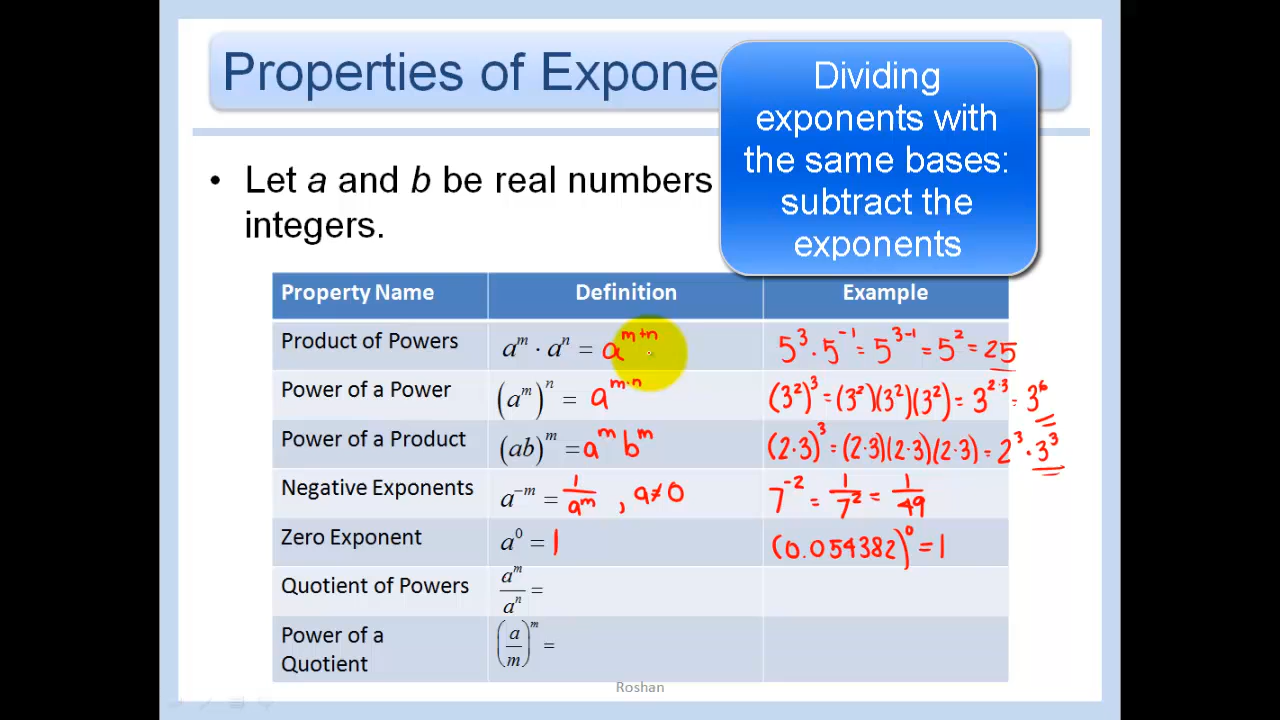 Properties of Expone
Dividing
exponents with
the same bases:
subtract the
exponents
• Let a and b be real numbers
integers.
Property Name Definition Example
Product of Powers a^m · a^n = a^(m+n) 5^3 · 5^-1 = 5^(3-1) = 5^2 = 25
Power of a Power (a^m)^n = a^(m·n) (3^2)^3 = (3^2)(3^2)(3^2) = 3^(2·3) = 3^6
Power of a Product (ab)^m = a^m b^m (2·3)^3 = (2·3)(2·3)(2·3) = 2^3 · 3^3
Negative Exponents a^-m = 1/a^m , a≠0 7^-2 = 1/7^2 = 1/49
Zero Exponent a^0 = 1 (0.054382)^0 = 1
Quotient of Powers a^m/a^n =
Power of a (a/m)^m =
Quotient
Roshan